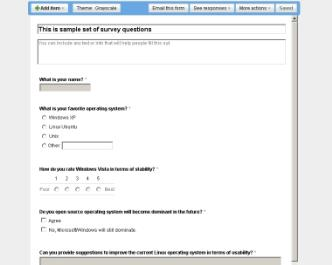 Add item
Theme: Grayscale
Email this form
See responses
More actions
Saved
This is sample set of survey questions
You can include any text or info that will help people fill this out
What is your name? *
What is your favorite operating system? *
Windows XP
Linux Ubuntu
Unix
Other:
How do you rate Windows Vista in terms of stability? *
1 2 3 4 5
Poor Best
Do you open source operating system will become dominant in the future? *
Agree
No, Microsoft Windows will still dominate.
Can you provide suggestions to improve the current Linux operating system in terms of usability? *